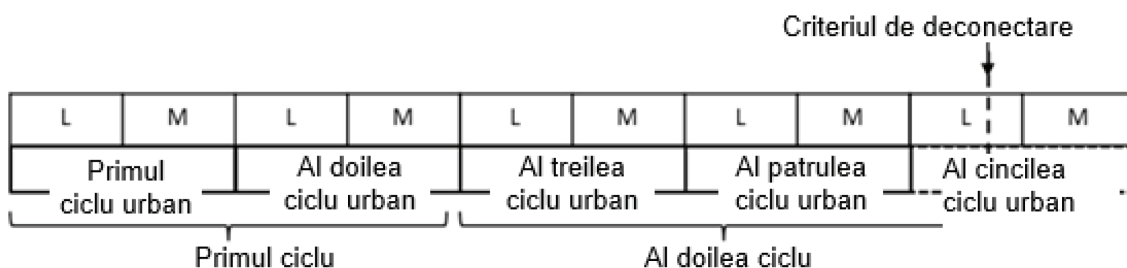 Criteriul de deconectare
L M L M L M L M L M
Primul ciclu urban
Al doilea ciclu urban
Al treilea ciclu urban
Al patrulea ciclu urban
Al cincilea ciclu urban
Primul ciclu
Al doilea ciclu